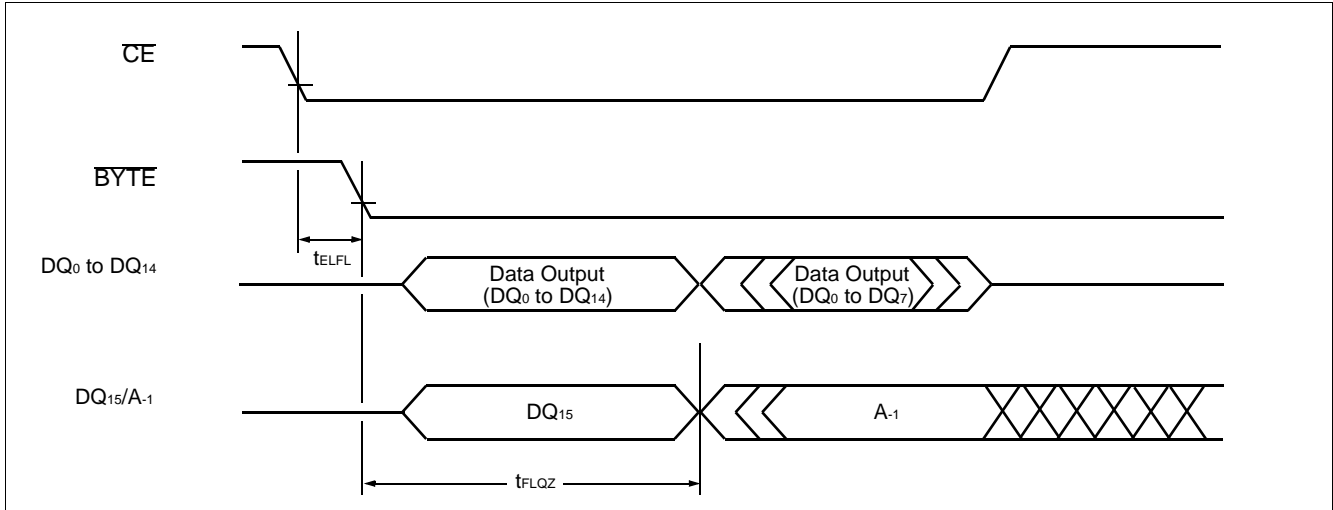 CE
BYTE
tELFL
DQ0 to DQ14
Data Output
(DQ0 to DQ14)
Data Output
(DQ0 to DQ7)
DQ15/A-1
DQ15
A-1
tFLQZ